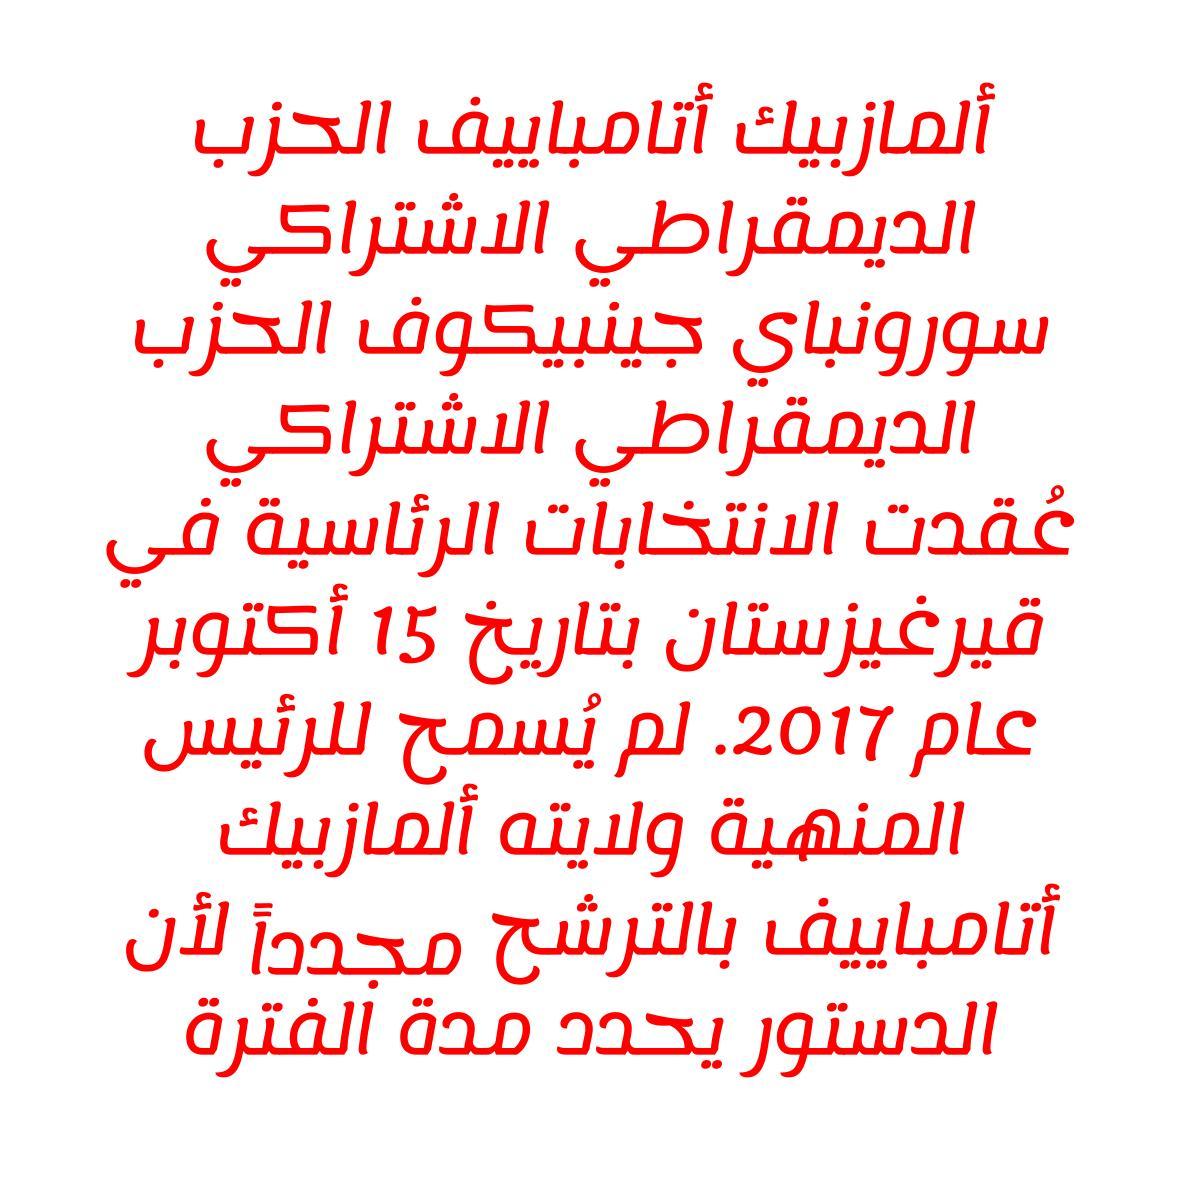 ألمازبيك أتامباييف الحزب
الديمقراطي الاشتراكي
سورونباي جينبيكوف الحزب
الديمقراطي الاشتراكي
عُقدت الانتخابات الرئاسية في
قيرغيزستان بتاريخ 15 أكتوبر
عام 2017. لم يُسمح للرئيس
المنهية ولايته ألمازبيك
أتامباييف بالترشح مجدداً لأن
الدستور يحدد مدة الفترة